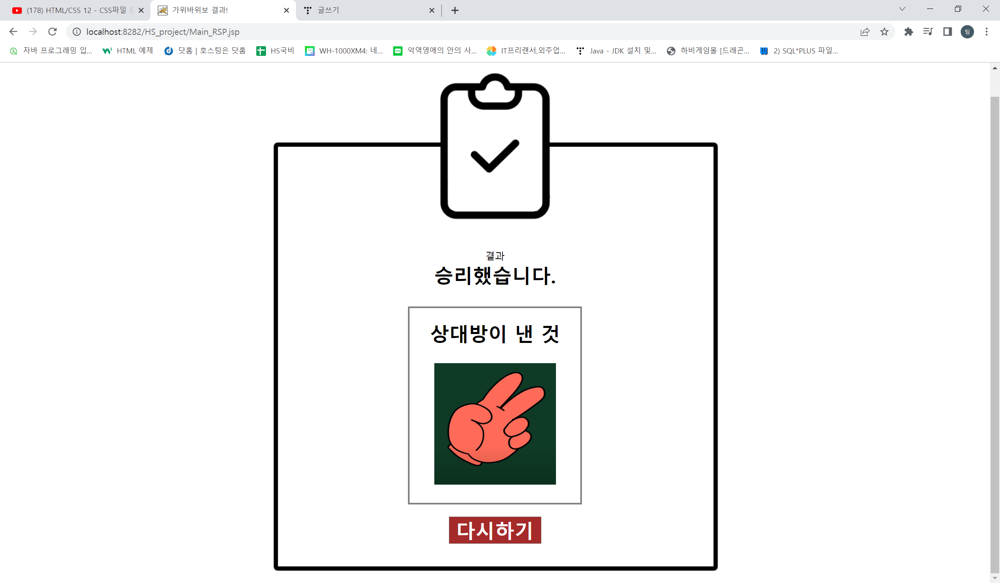 (178) HTML/CSS 12 - CSS파일
가위바위보 결과!
글쓰기
localhost:8282/HS_project/Main_RSP.jsp
팀
자바 프로그래밍 입...
HTML 예제
닷홈 | 호스팅은 닷홈
HS국비
WH-1000XM4: 네...
악역영애의 안의 사...
IT프리랜서,외주업...
Java - JDK 설치 및...
하비게임몰 [드래곤...
2) SQL*PLUS 파일...
결과
승리했습니다.
상대방이 낸 것
다시하기